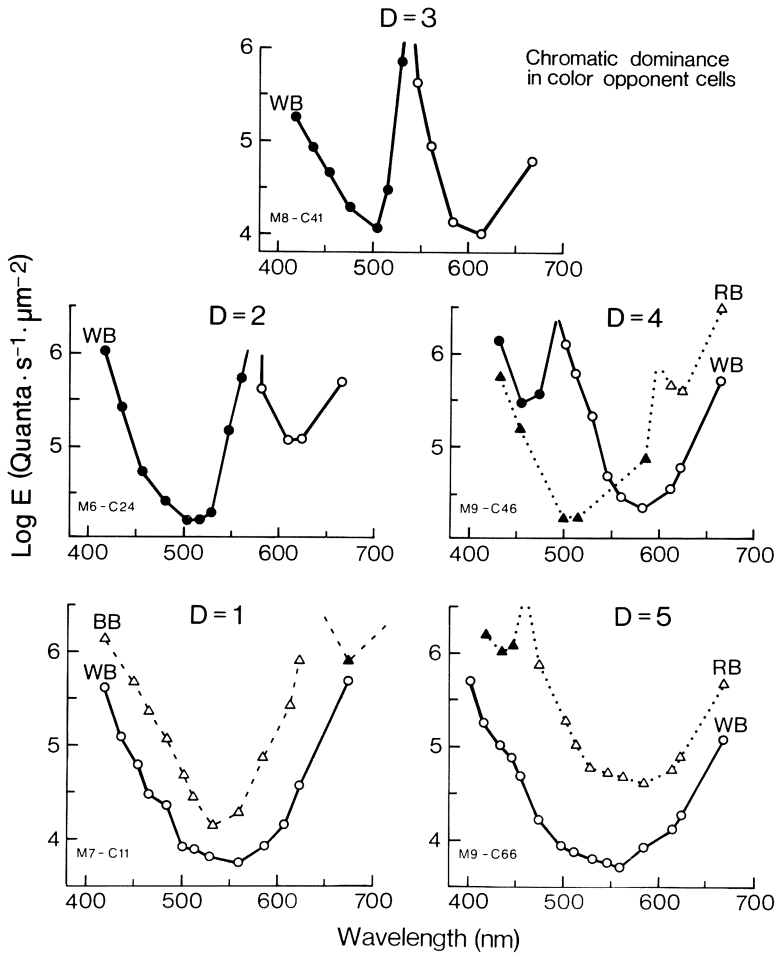 D=3
Chromatic dominance
in color opponent cells
6
WB
5
M8-C41
4
400 500 600 700
Log E (Quanta · s⁻¹ · μm⁻²)
D=2
WB
6
5
M6-C24
400 500 600 700
D=4
RB
WB
6
5
M9-C46
400 500 600 700
D=1
BB
WB
6
5
4
M7-C11
400 500 600 700
D=5
RB
WB
6
5
4
M9-C66
400 500 600 700
Wavelength (nm)